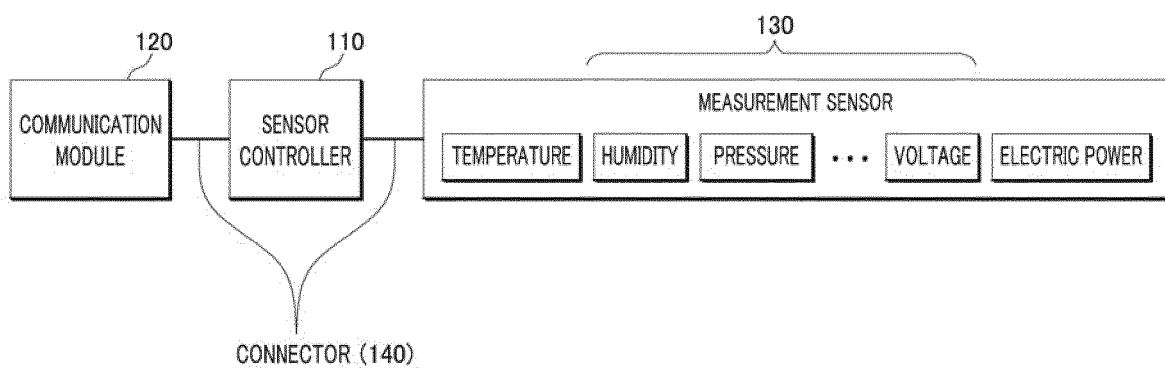 130
120
110
COMMUNICATION
MODULE
SENSOR
CONTROLLER
MEASUREMENT SENSOR
TEMPERATURE HUMIDITY PRESSURE ••• VOLTAGE ELECTRIC POWER
CONNECTOR (140)